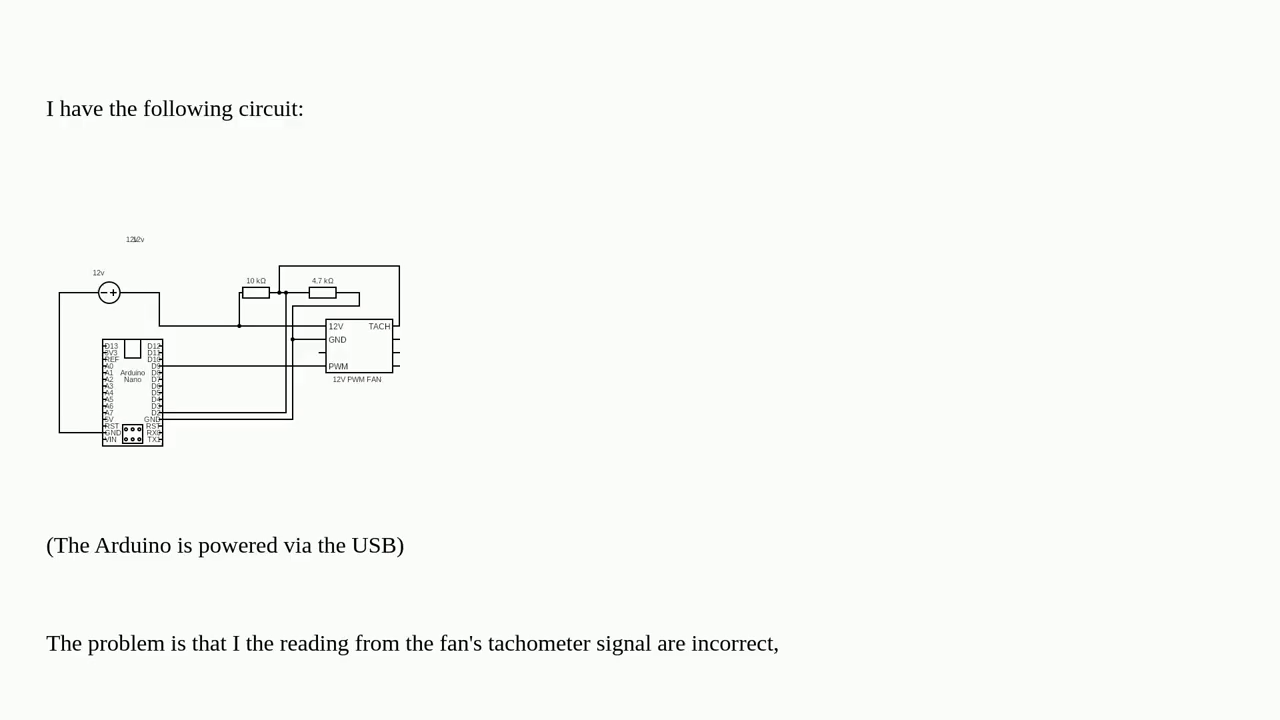 I have the following circuit:
12v
10 kΩ
4.7 kΩ
12V
TACH
GND
PWM
12V PWM FAN
D13
3V3
REF
A0
A1
A2
A3
A4
A5
A6
A7
5V
RST
GND
VIN
Arduino
Nano
D12
D11
D10
D9
D8
D7
D6
D5
D4
D3
D2
GND
RST
RX0
TX1
(The Arduino is powered via the USB)
The problem is that I the reading from the fan's tachometer signal are incorrect,